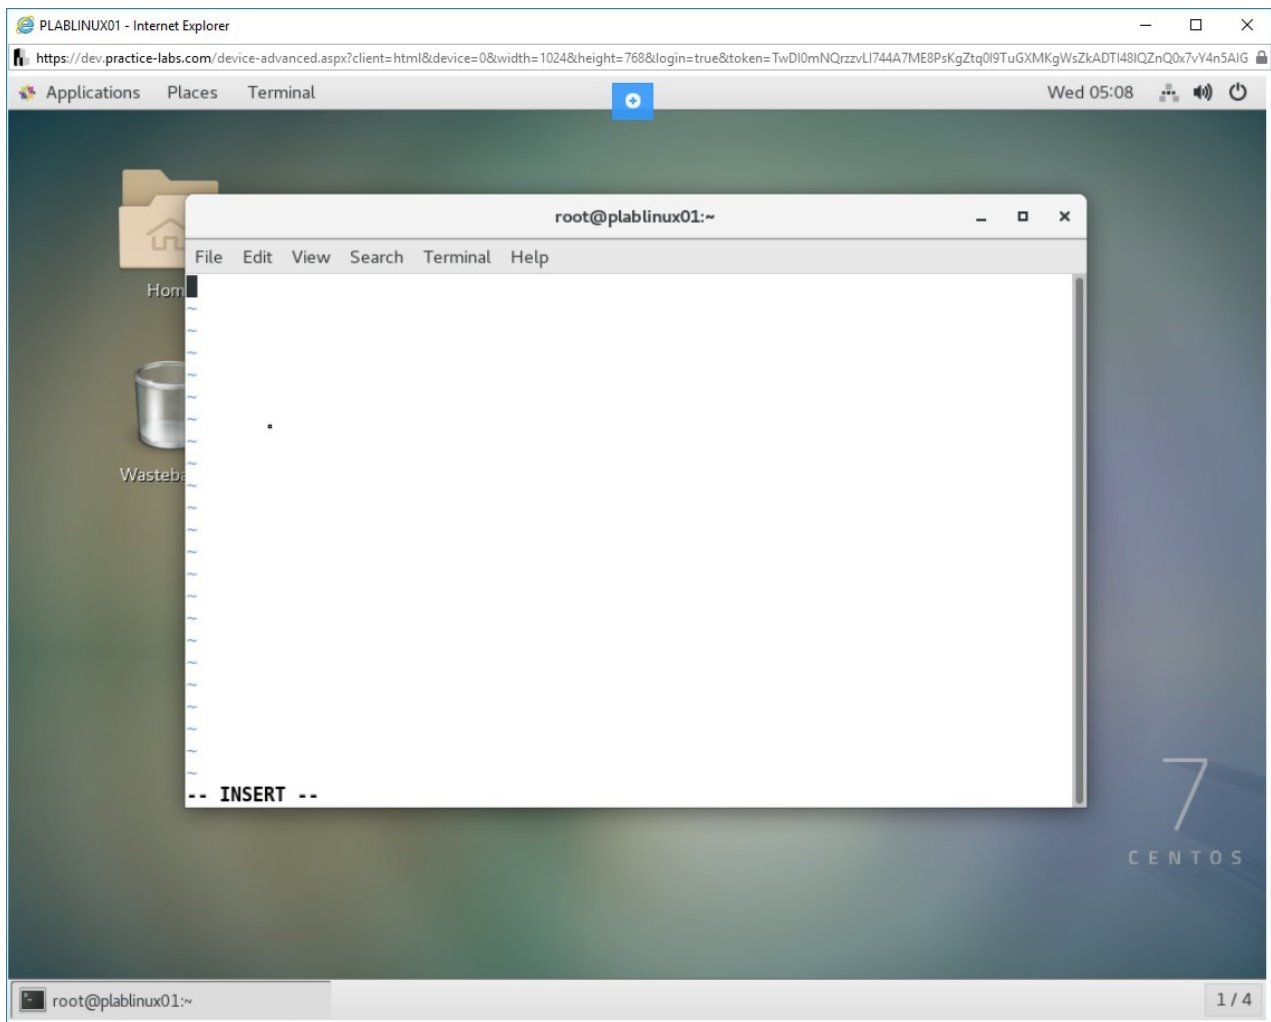 PLABLINUX01 - Internet Explorer
https://dev.practice-labs.com/device-advanced.aspx?client=html&device=0&width=1024&height=768&login=true&token=
Applications Places Terminal Wed 05:08
root@plablinux01:~
File Edit View Search Terminal Help
Hom
~
~
~
~
~
~
~
~
Wasteba
~
~
~
~
~
~
~
~
~
~
~
~
~
~
-- INSERT --
7
CENTOS
root@plablinux01:~
1 / 4